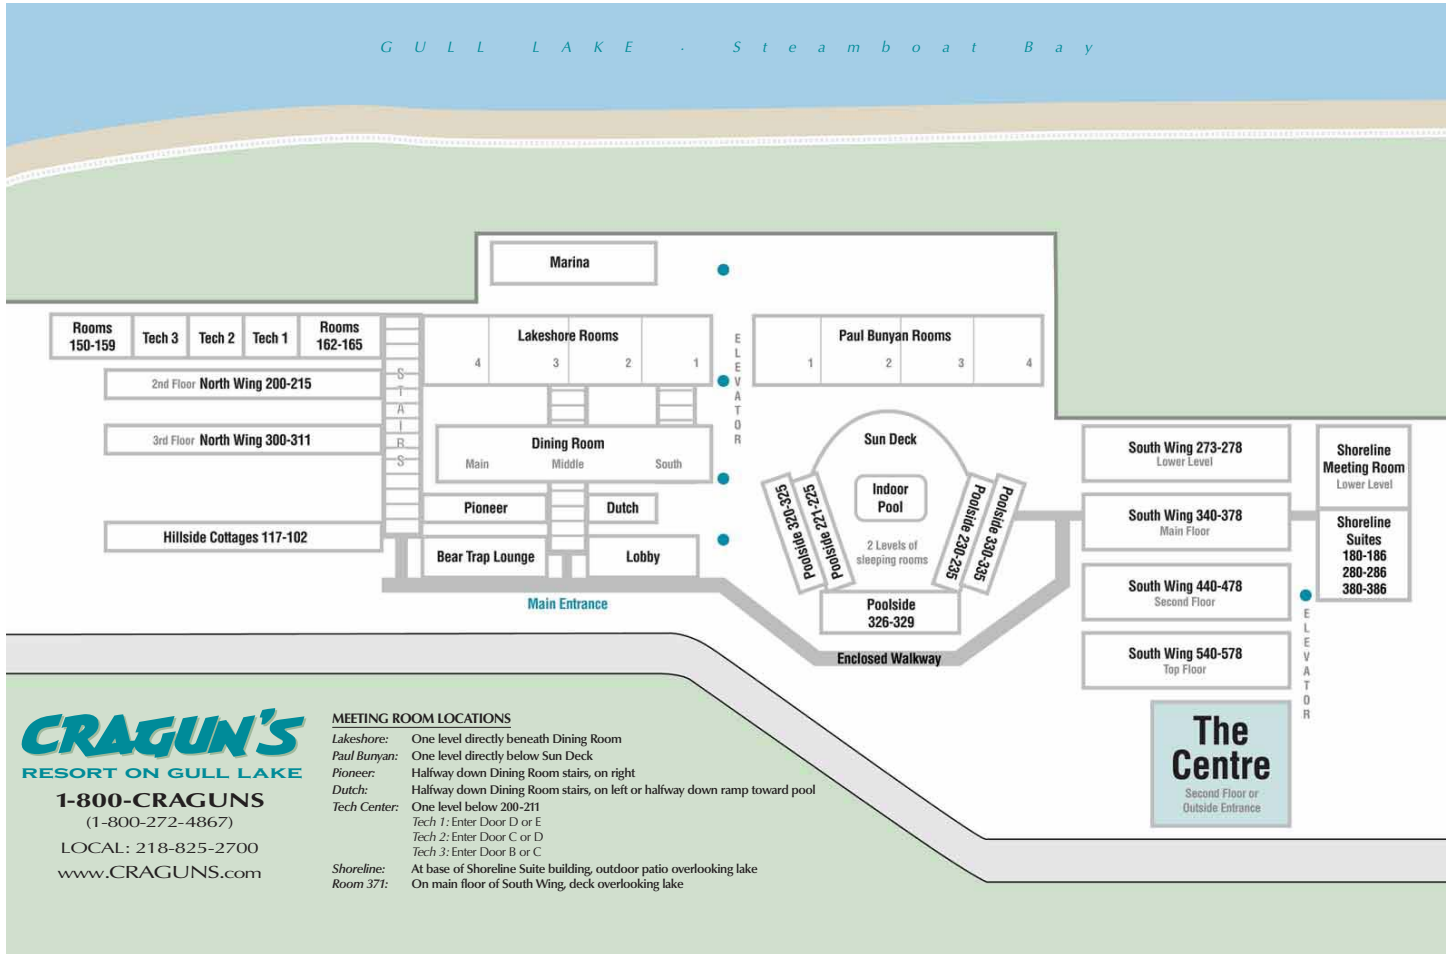 GULL LAKE · Steamboat Bay
Marina
Rooms
150-159
Tech 3
Tech 2
Tech 1
Rooms
162-165
2nd Floor North Wing 200-215
3rd Floor North Wing 300-311
Hillside Cottages 117-102
STAIRS
Lakeshore Rooms
4
3
2
1
ELEVATOR
Paul Bunyan Rooms
1
2
3
4
Dining Room
Main
Middle
South
Pioneer
Dutch
Bear Trap Lounge
Lobby
Main Entrance
Sun Deck
Indoor
Pool
2 Levels of
sleeping rooms
Poolside 320-325
Poolside 221-225
Poolside 230-235
Poolside 330-335
Poolside
326-329
Enclosed Walkway
South Wing 273-278
Lower Level
South Wing 340-378
Main Floor
South Wing 440-478
Second Floor
South Wing 540-578
Top Floor
Shoreline
Meeting Room
Lower Level
Shoreline
Suites
180-186
280-286
380-386
ELEVATOR
The
Centre
Second Floor or
Outside Entrance
CRAGUN'S
RESORT ON GULL LAKE
1-800-CRAGUNS
(1-800-272-4867)
LOCAL: 218-825-2700
www.CRAGUNS.com
MEETING ROOM LOCATIONS
Lakeshore: One level directly beneath Dining Room
Paul Bunyan: One level directly below Sun Deck
Pioneer: Halfway down Dining Room stairs, on right
Dutch: Halfway down Dining Room stairs, on left or halfway down ramp toward pool
Tech Center: One level below 200-211
Tech 1: Enter Door D or E
Tech 2: Enter Door C or D
Tech 3: Enter Door B or C
Shoreline: At base of Shoreline Suite building, outdoor patio overlooking lake
Room 371: On main floor of South Wing, deck overlooking lake